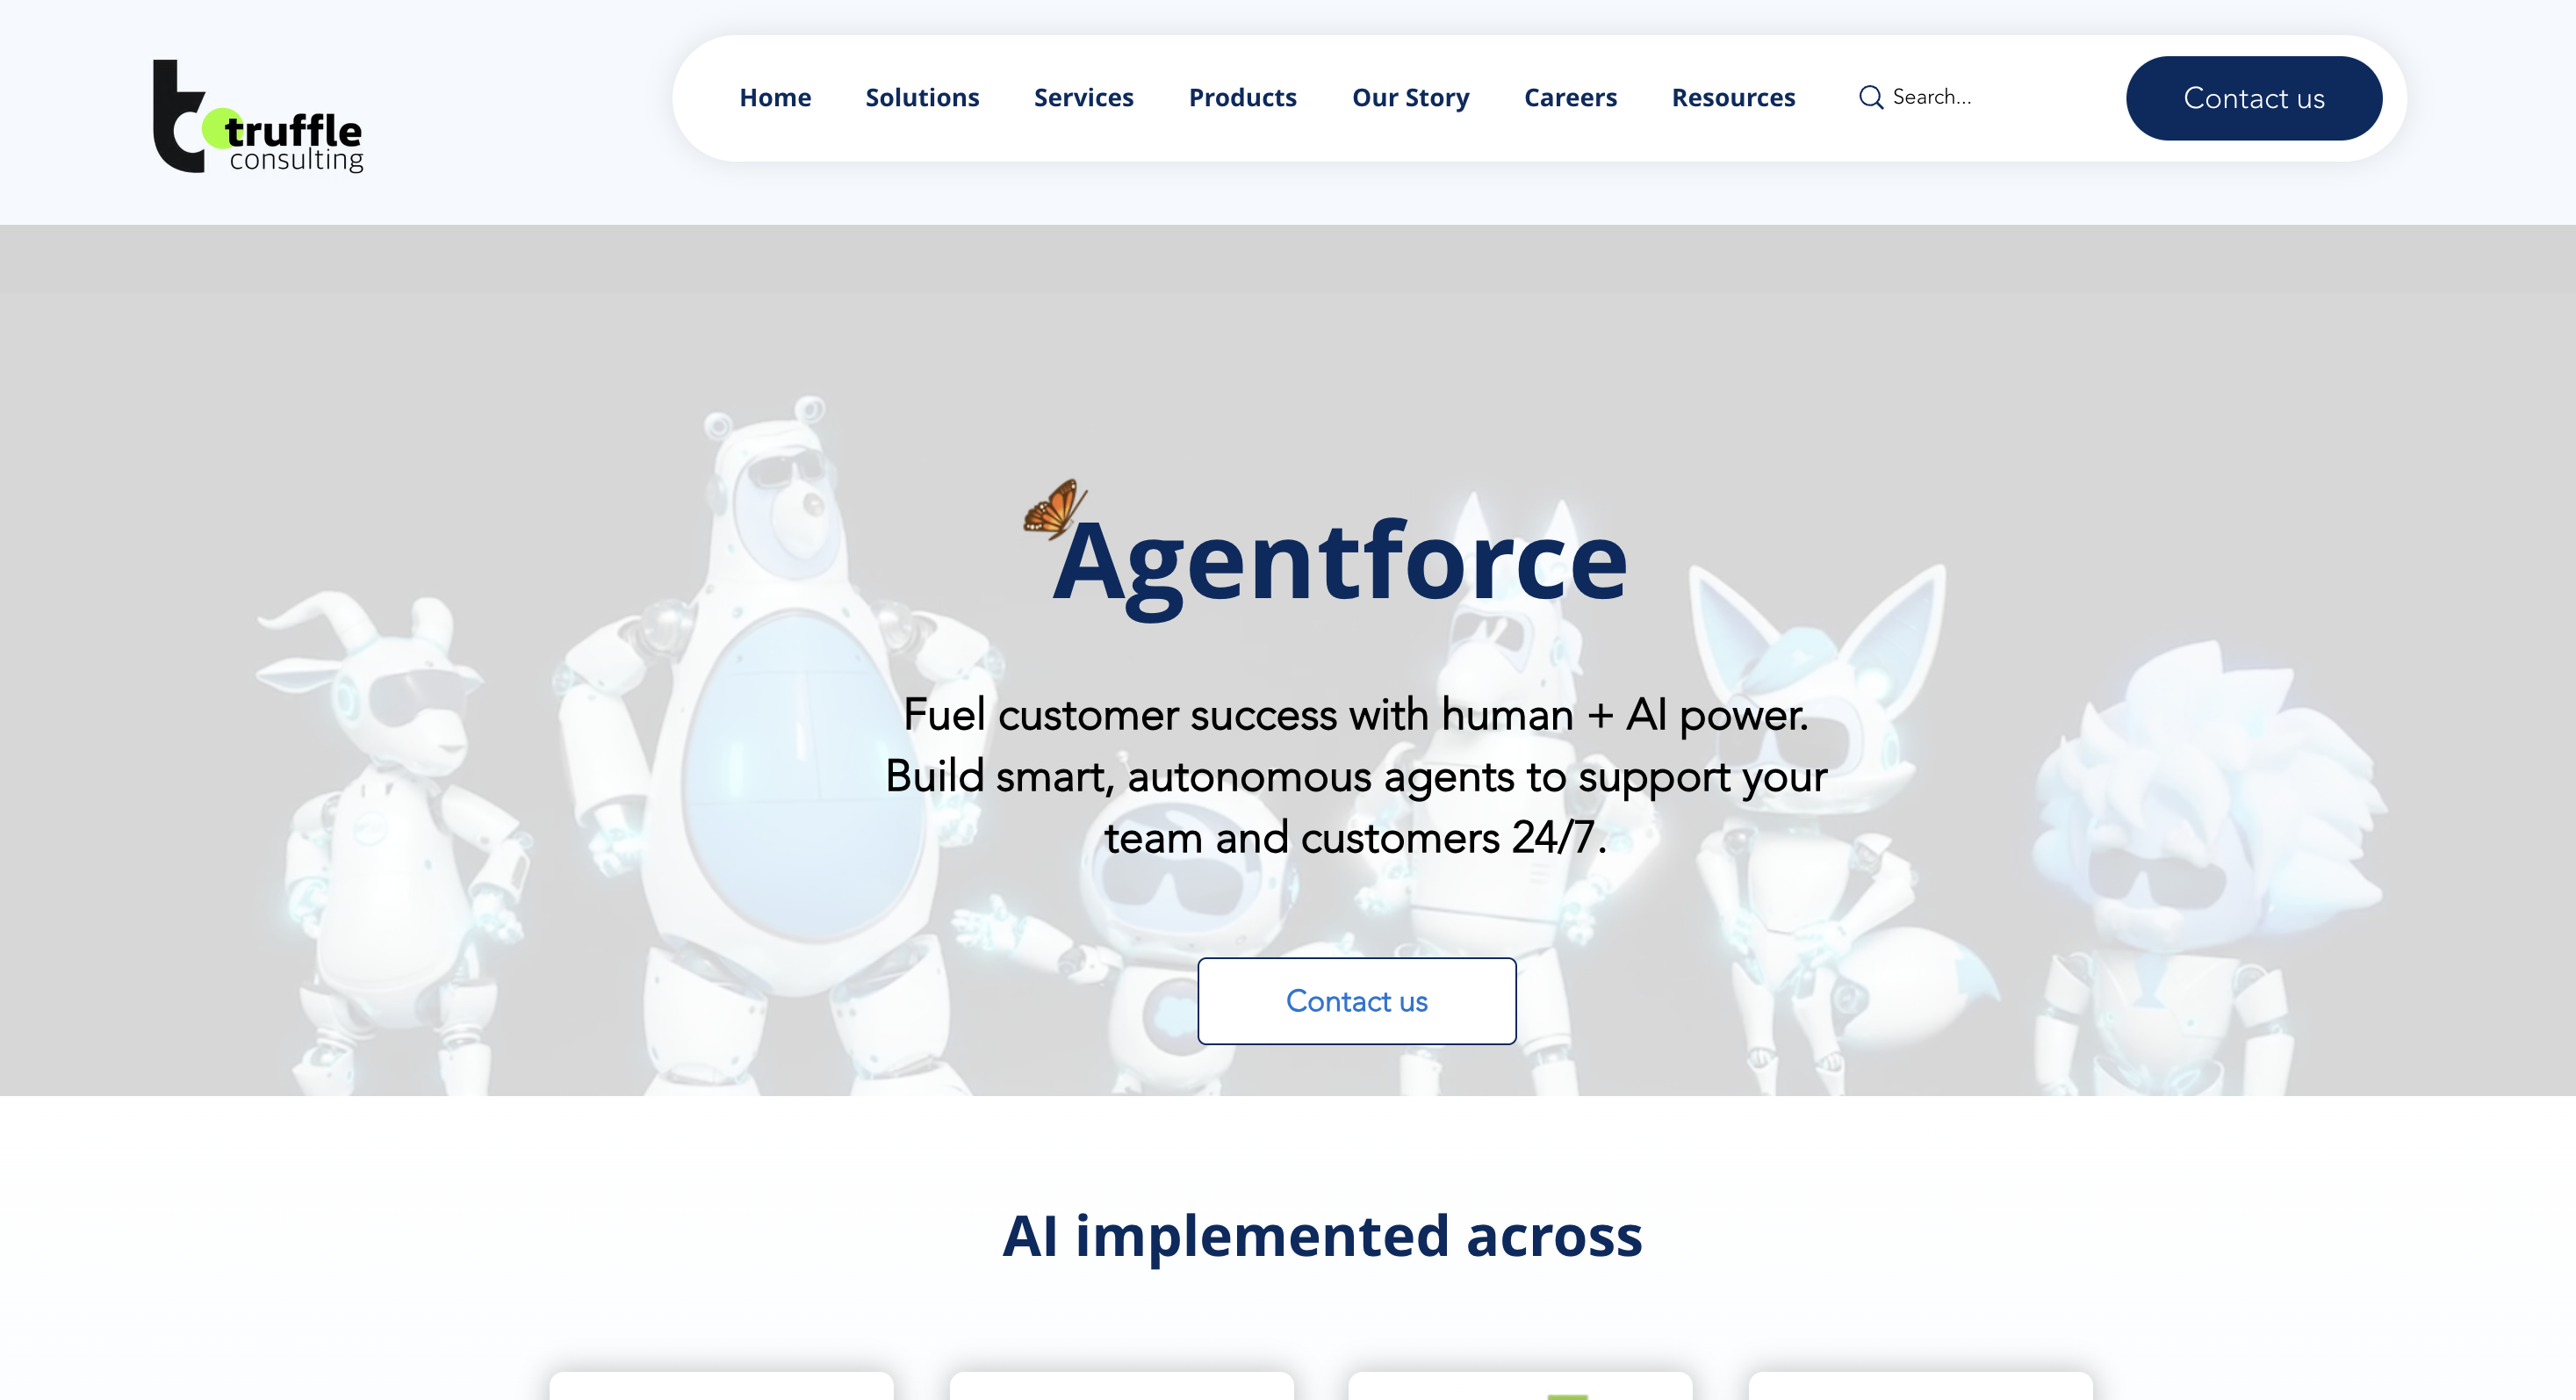 truffle
consulting
Home
Solutions
Services
Products
Our Story
Careers
Resources
Search...
Contact us
Agentforce
Fuel customer success with human + AI power.
Build smart, autonomous agents to support your
team and customers 24/7.
Contact us
AI implemented across